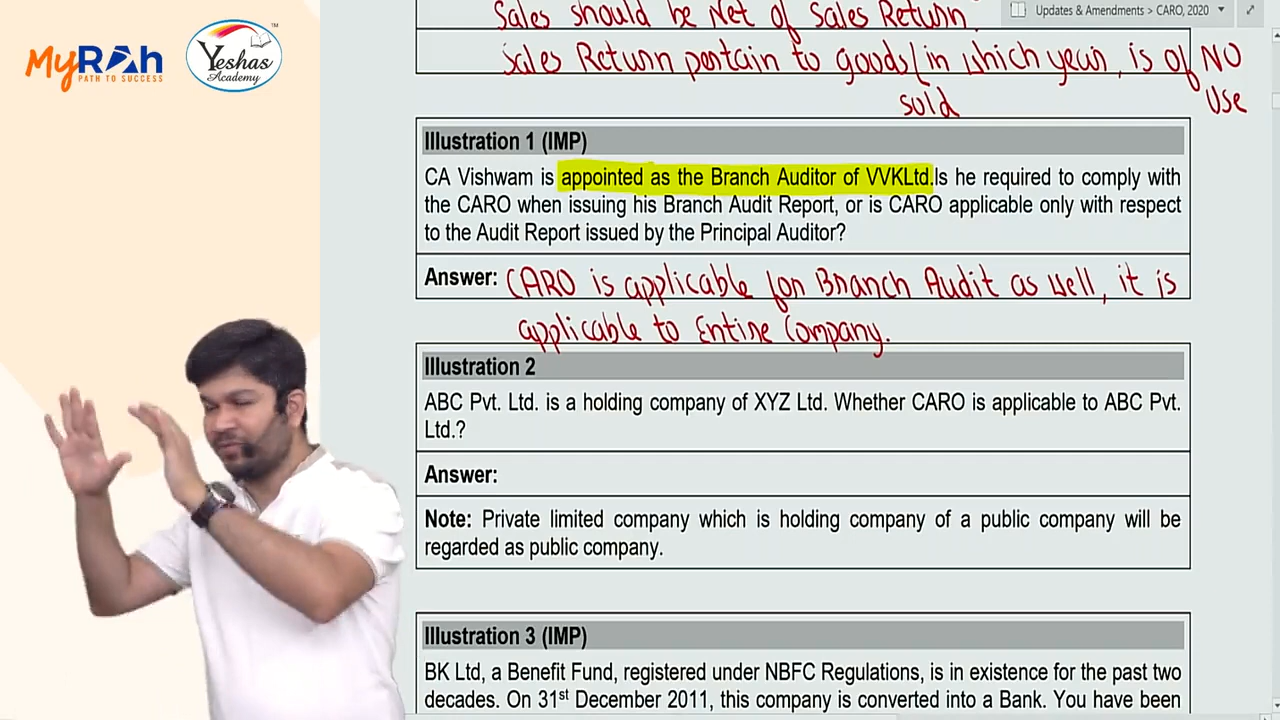 Sales should be Net of Sales Return.
Updates & Amendments > CARO, 2020
MyRAh
PATH TO SUCCESS
Yeshas
Academy
TM
Sales Return pertain to goods/in which year, is of NO
sold
Use
Illustration 1 (IMP)
CA Vishwam is appointed as the Branch Auditor of VVKLtd.Is he required to comply with
the CARO when issuing his Branch Audit Report, or is CARO applicable only with respect
to the Audit Report issued by the Principal Auditor?
Answer: CARO is applicable for Branch Audit as well, it is
applicable to Entire Company.
Illustration 2
ABC Pvt. Ltd. is a holding company of XYZ Ltd. Whether CARO is applicable to ABC Pvt.
Ltd.?
Answer:
Note: Private limited company which is holding company of a public company will be
regarded as public company.
Illustration 3 (IMP)
BK Ltd, a Benefit Fund, registered under NBFC Regulations, is in existence for the past two
decades. On 31st December 2011, this company is converted into a Bank. You have been